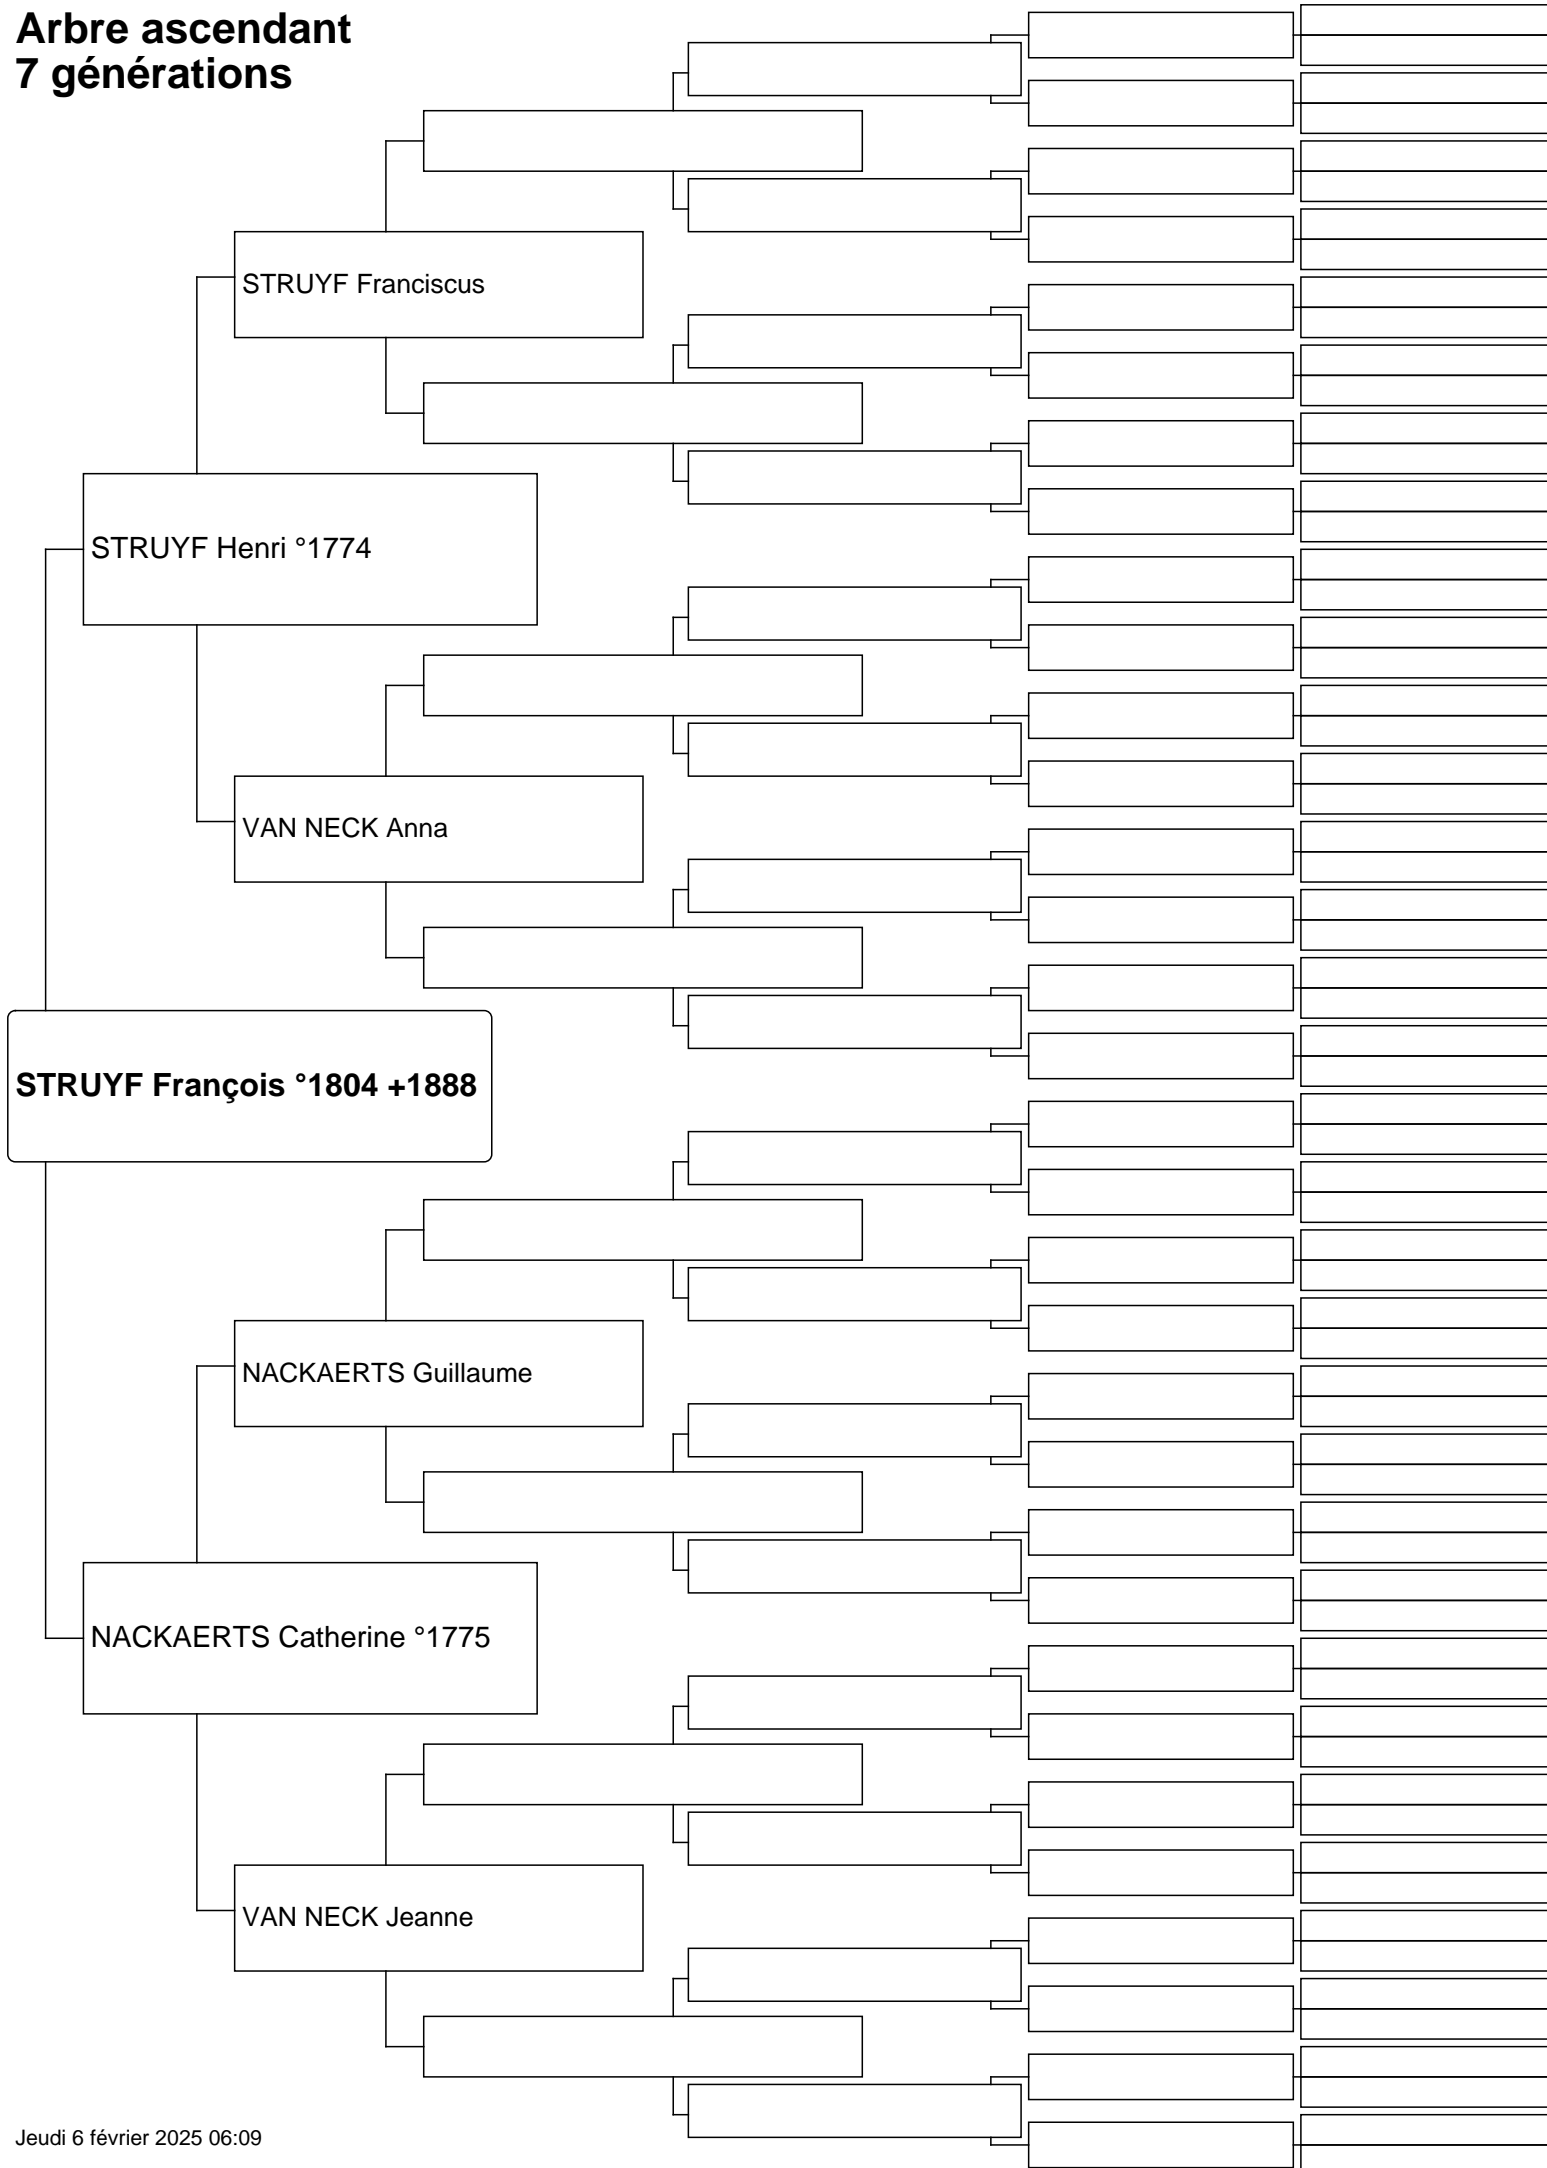 Arbre ascendant
7 générations
STRUYF Franciscus
STRUYF Henri °1774
VAN NECK Anna
STRUYF François °1804 +1888
NACKAERTS Guillaume
NACKAERTS Catherine °1775
VAN NECK Jeanne
Jeudi 6 février 2025 06:09